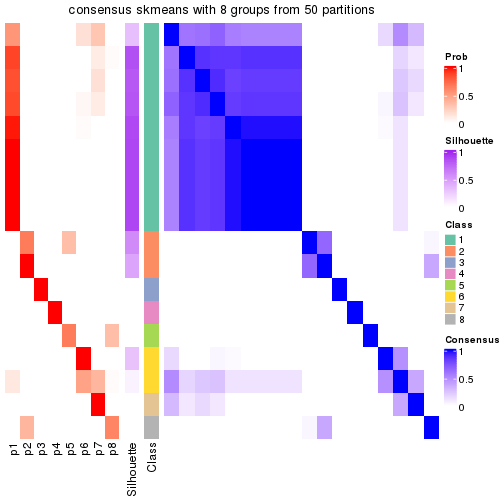 consensus skmeans with 8 groups from 50 partitions
Prob
1
0.5
0
Silhouette
1
0.5
0
Class
1
2
3
4
5
6
7
8
Consensus
1
0.5
0
p1
p2
p3
p4
p5
p6
p7
p8
Silhouette
Class